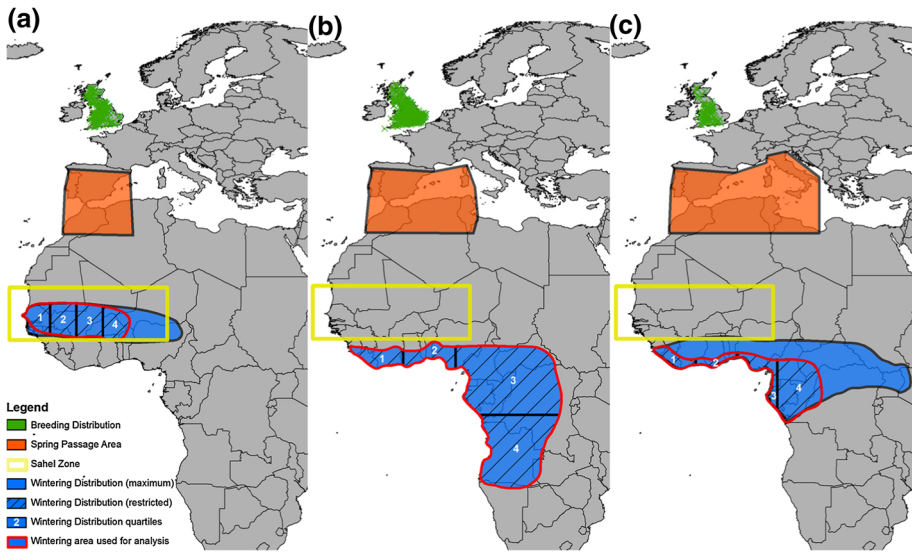 (a)
(b)
(c)
1 2 3 4
1 2
3
4
1 2
3 4
Legend
Breeding Distribution
Spring Passage Area
Sahel Zone
Wintering Distribution (maximum)
Wintering Distribution (restricted)
2 Wintering Distribution quartiles
Wintering area used for analysis